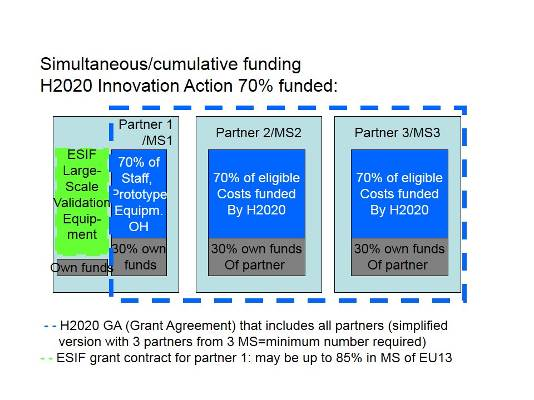 Simultaneous/cumulative funding
H2020 Innovation Action 70% funded:
Partner 1
/MS1
Partner 2/MS2
Partner 3/MS3
ESIF
Large-
Scale
Validation
Equip-
ment
Own funds
70% of
Staff,
Prototype
Equipm.
OH
30% own
funds
70% of eligible
Costs funded
By H2020
30% own funds
Of partner
70% of eligible
Costs funded
By H2020
30% own funds
Of partner
- - H2020 GA (Grant Agreement) that includes all partners (simplified
version with 3 partners from 3 MS=minimum number required)
- - ESIF grant contract for partner 1: may be up to 85% in MS of EU13